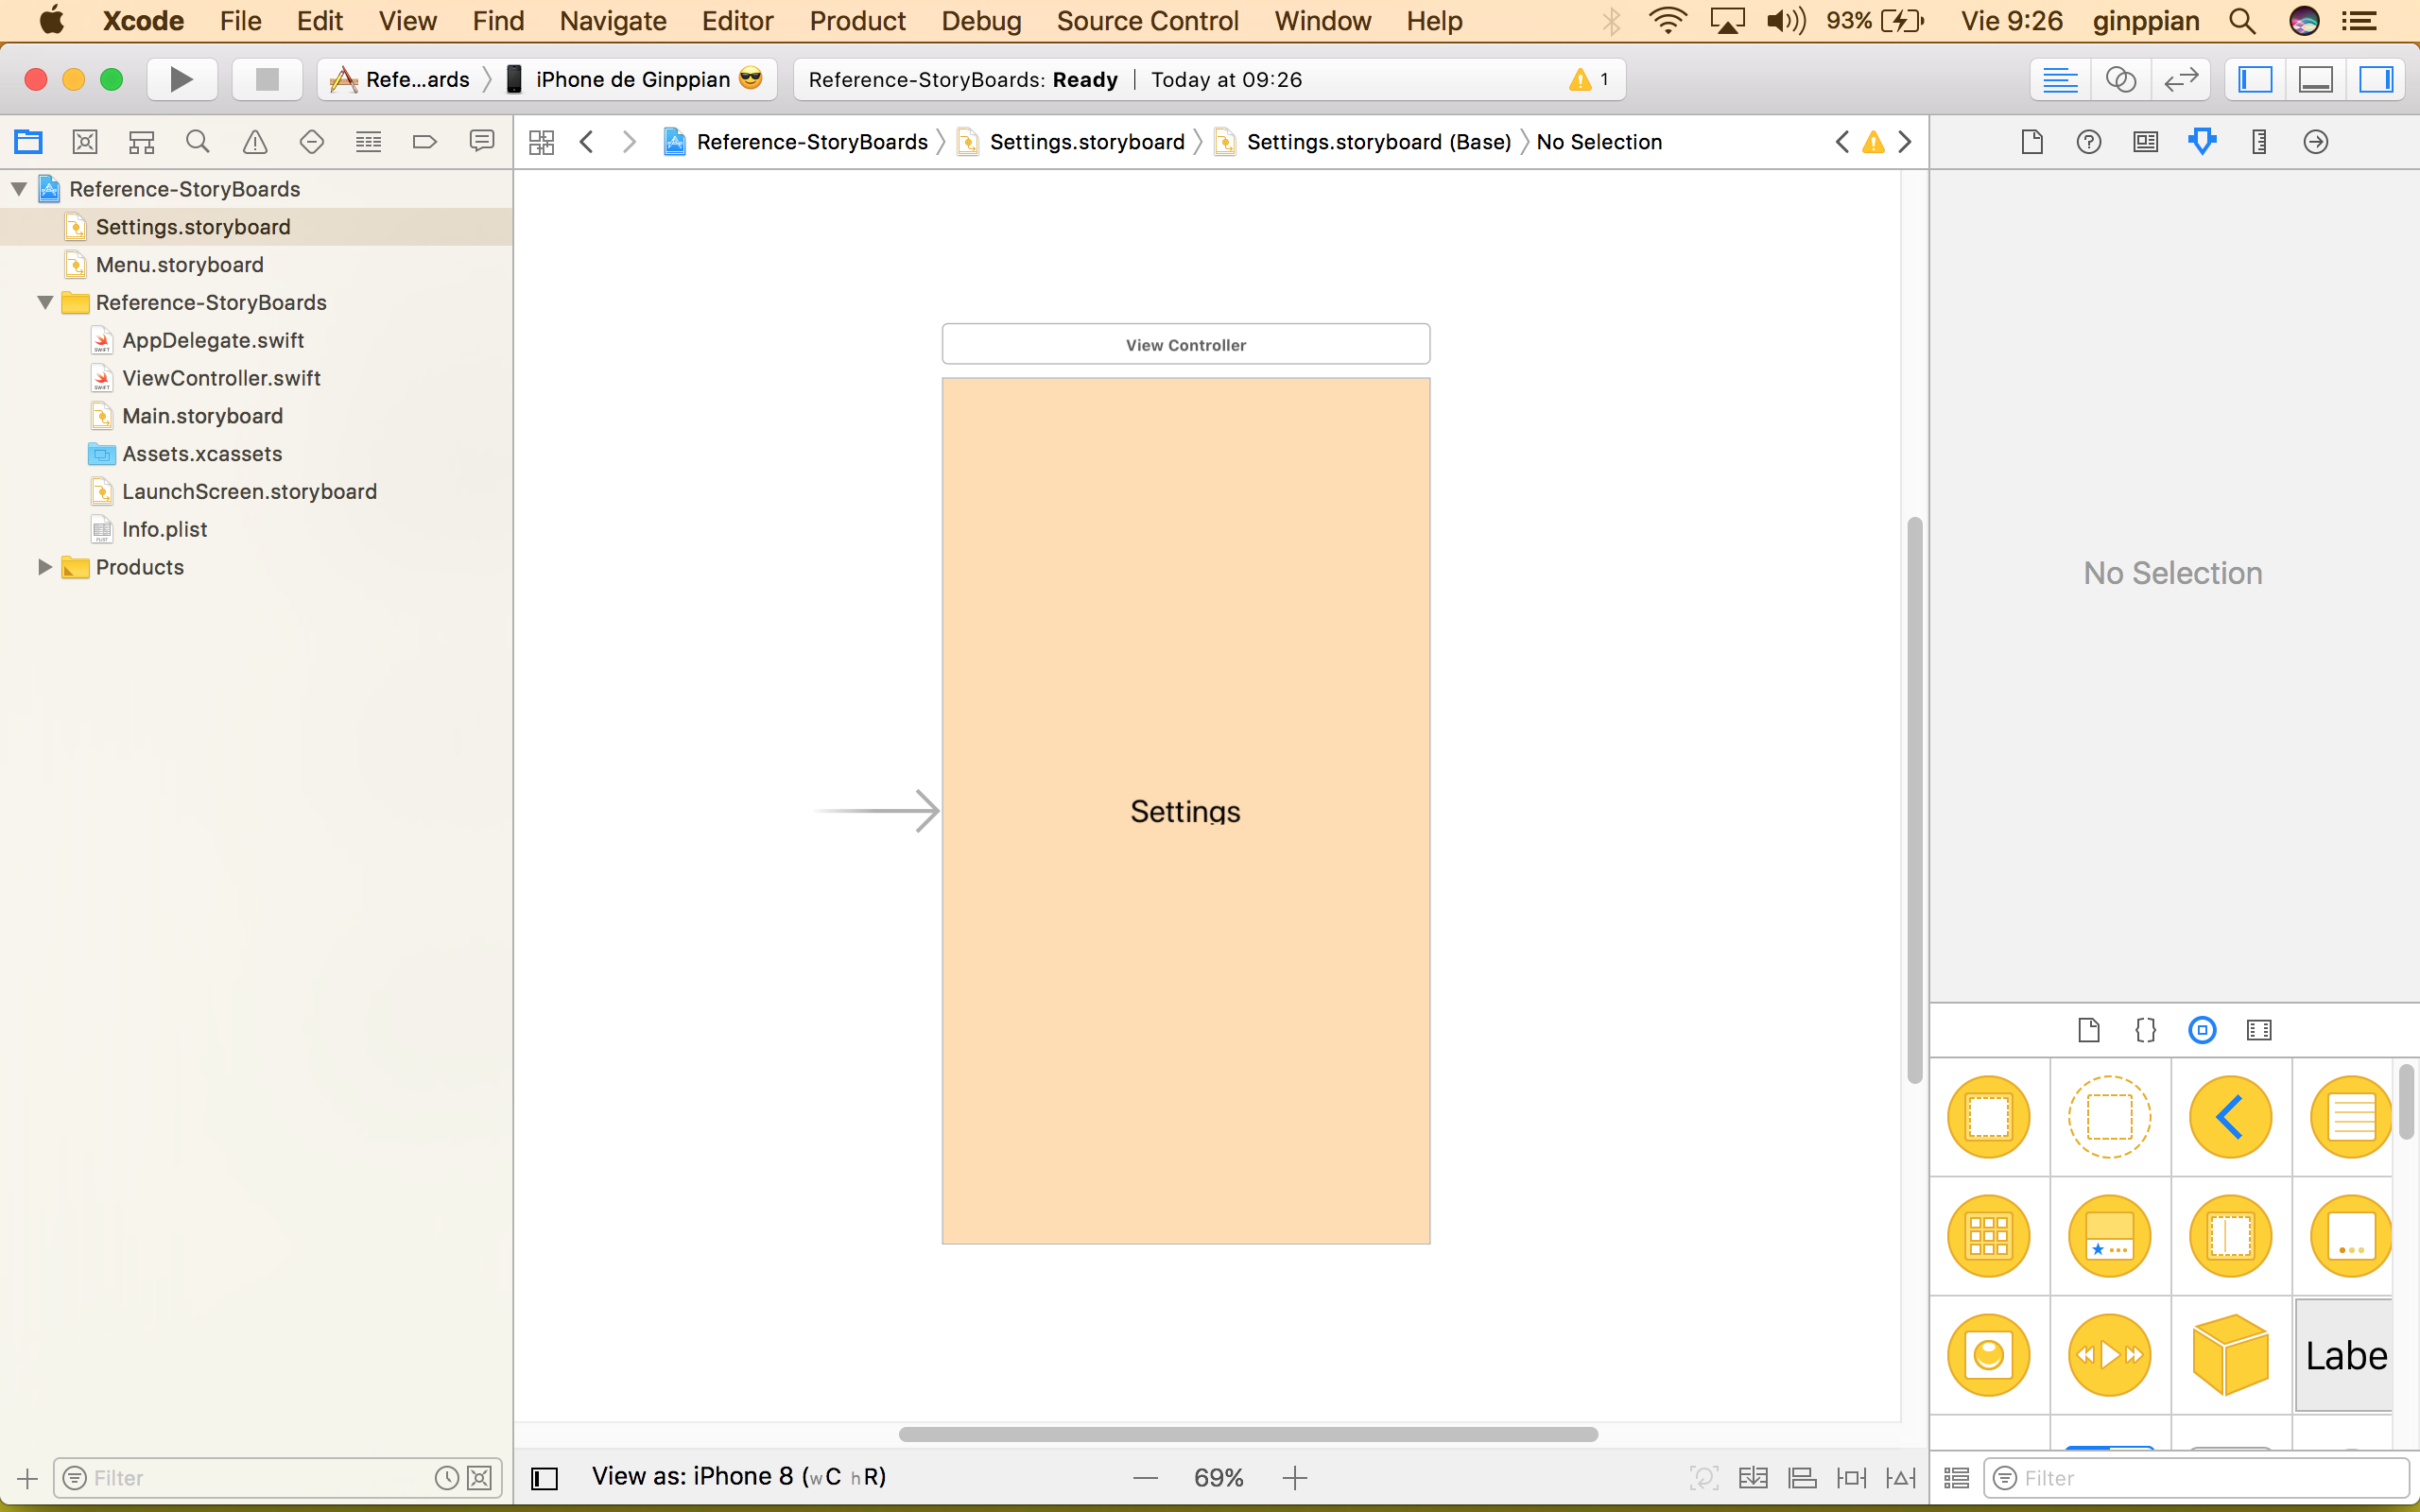 Xcode File Edit View Find Navigate Editor Product Debug Source Control Window Help 93% Vie 9:26 ginppian
Refe...ards iPhone de Ginppian 😎 Reference-StoryBoards: Ready Today at 09:26 1
Reference-StoryBoards Settings.storyboard Settings.storyboard (Base) No Selection
Reference-StoryBoards
Settings.storyboard
Menu.storyboard
Reference-StoryBoards
AppDelegate.swift
ViewController.swift
Main.storyboard
Assets.xcassets
LaunchScreen.storyboard
Info.plist
Products
View Controller
Settings
No Selection
Labe
Filter
View as: iPhone 8 (wC hR)
69%
Filter